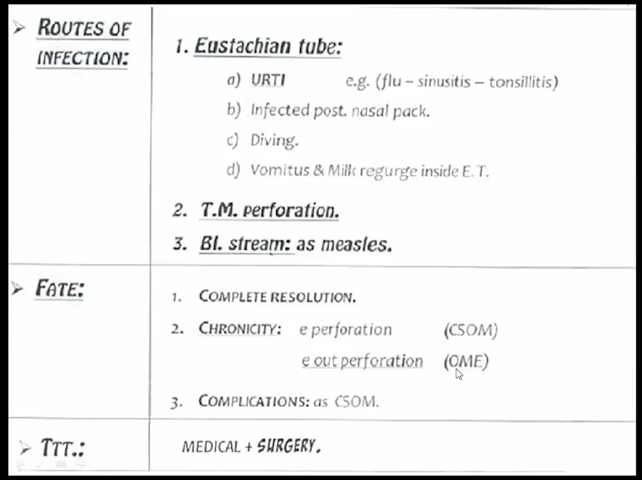 ➢ ROUTES OF
INFECTION:
1. Eustachian tube:
a) URTI e.g. (flu – sinusitis – tonsillitis)
b) Infected post. nasal pack.
c) Diving.
d) Vomitus & Milk regurge inside E.T.
2. T.M. perforation.
3. Bl. stream: as measles.
➢ FATE:
1. COMPLETE RESOLUTION.
2. CHRONICITY: e perforation (CSOM)
e out perforation (OME)
3. COMPLICATIONS: as CSOM.
➢ TTT.: MEDICAL + SURGERY.